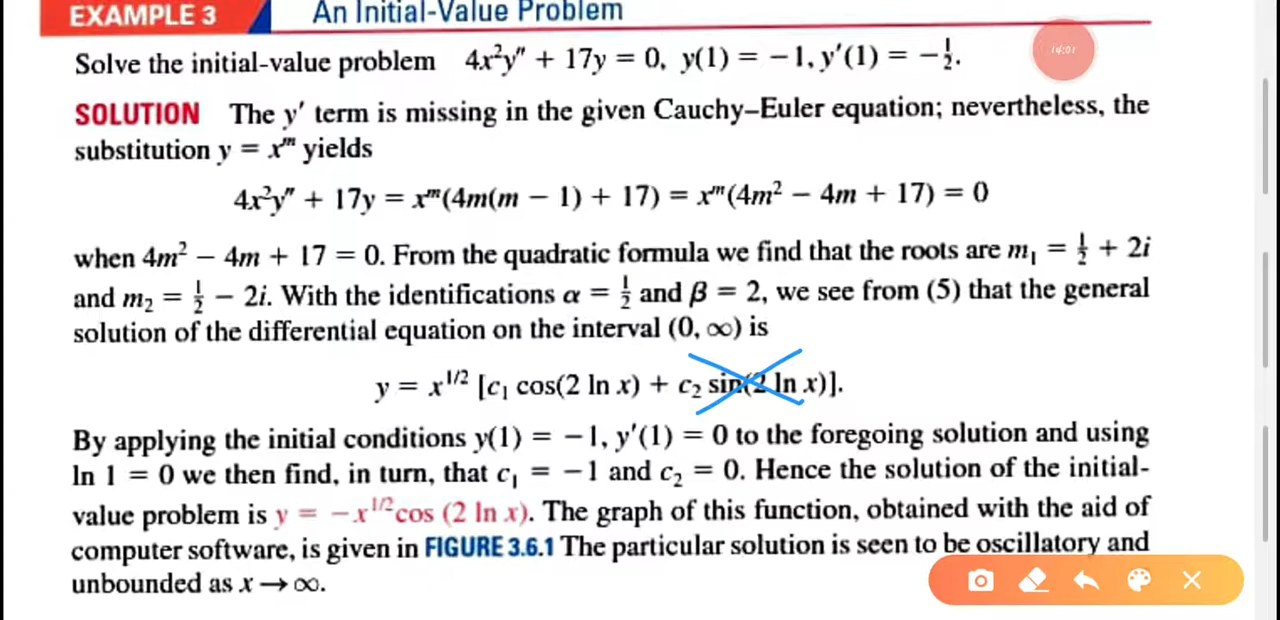 EXAMPLE 3 An Initial-Value Problem
Solve the initial-value problem 4x²y″ + 17y = 0, y(1) = −1, y′(1) = −½.
14:01
SOLUTION The y′ term is missing in the given Cauchy–Euler equation; nevertheless, the
substitution y = xᵐ yields
4x²y″ + 17y = xᵐ(4m(m − 1) + 17) = xᵐ(4m² − 4m + 17) = 0
when 4m² − 4m + 17 = 0. From the quadratic formula we find that the roots are m₁ = ½ + 2i
and m₂ = ½ − 2i. With the identifications α = ½ and β = 2, we see from (5) that the general
solution of the differential equation on the interval (0, ∞) is
y = x¹/² [c₁ cos(2 ln x) + c₂ sin(2 ln x)].
By applying the initial conditions y(1) = −1, y′(1) = 0 to the foregoing solution and using
ln 1 = 0 we then find, in turn, that c₁ = −1 and c₂ = 0. Hence the solution of the initial-
value problem is y = −x¹/² cos (2 ln x). The graph of this function, obtained with the aid of
computer software, is given in FIGURE 3.6.1 The particular solution is seen to be oscillatory and
unbounded as x → ∞.